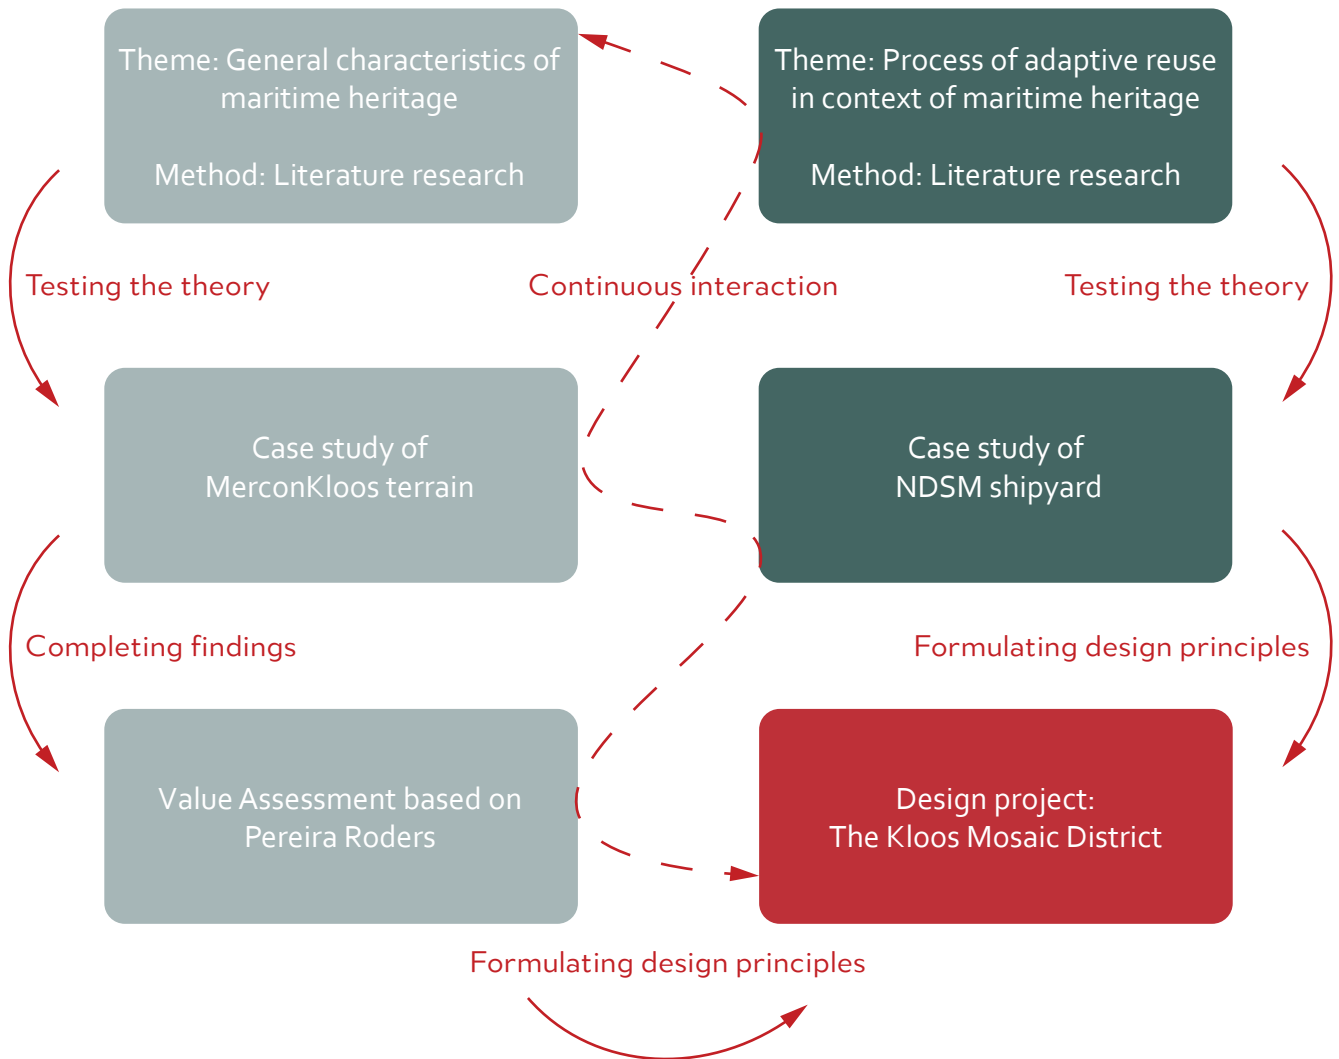 Theme: General characteristics of
maritime heritage
Method: Literature research
Theme: Process of adaptive reuse
in context of maritime heritage
Method: Literature research
Testing the theory
Continuous interaction
Testing the theory
Case study of
MerconKloos terrain
Case study of
NDSM shipyard
Completing findings
Formulating design principles
Value Assessment based on
Pereira Roders
Design project:
The Kloos Mosaic District
Formulating design principles